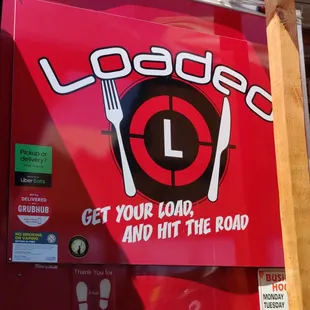 Loaded
L
GET YOUR LOAD,
AND HIT THE ROAD
Pickup or
delivery?
Uber eats
DELIVERED
GRUBHUB
NO SMOKING
OR VAPING
Thank You for
BUSI
HO
MONDAY
TUESDAY